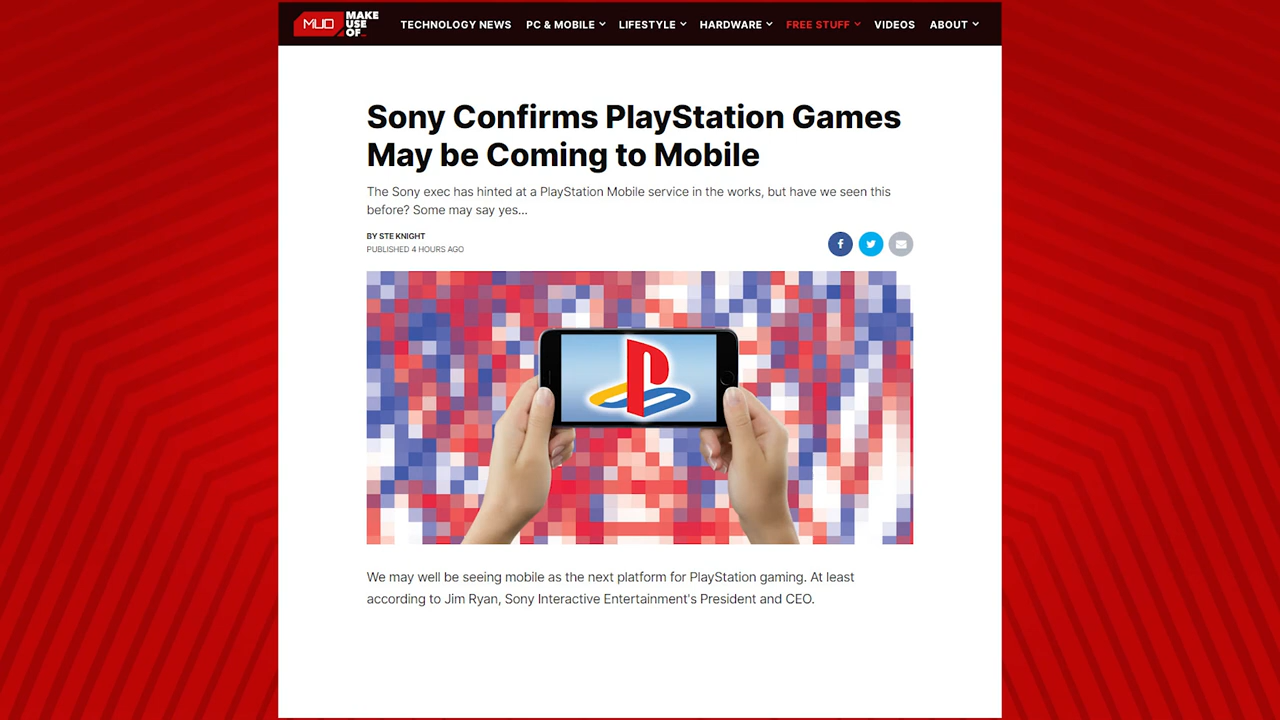 MUO MAKE USE OF_ TECHNOLOGY NEWS PC & MOBILE LIFESTYLE HARDWARE FREE STUFF VIDEOS ABOUT
Sony Confirms PlayStation Games
May be Coming to Mobile
The Sony exec has hinted at a PlayStation Mobile service in the works, but have we seen this
before? Some may say yes...
BY STE KNIGHT
PUBLISHED 4 HOURS AGO
We may well be seeing mobile as the next platform for PlayStation gaming. At least
according to Jim Ryan, Sony Interactive Entertainment's President and CEO.